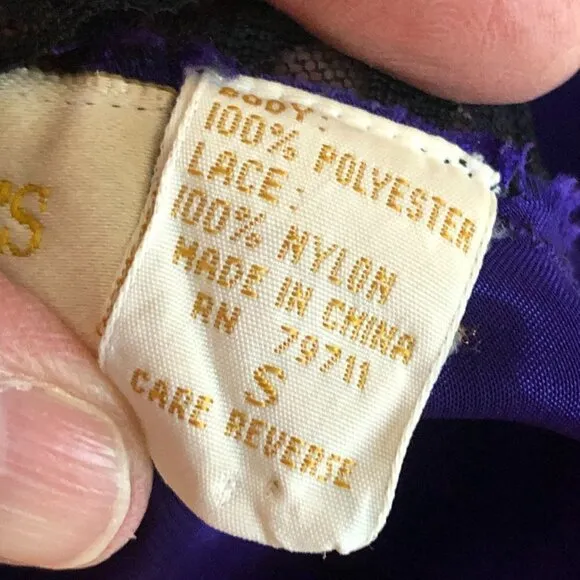 BODY:
100% POLYESTER
LACE:
100% NYLON
MADE IN CHINA
RN 79711
S
CARE REVERSE